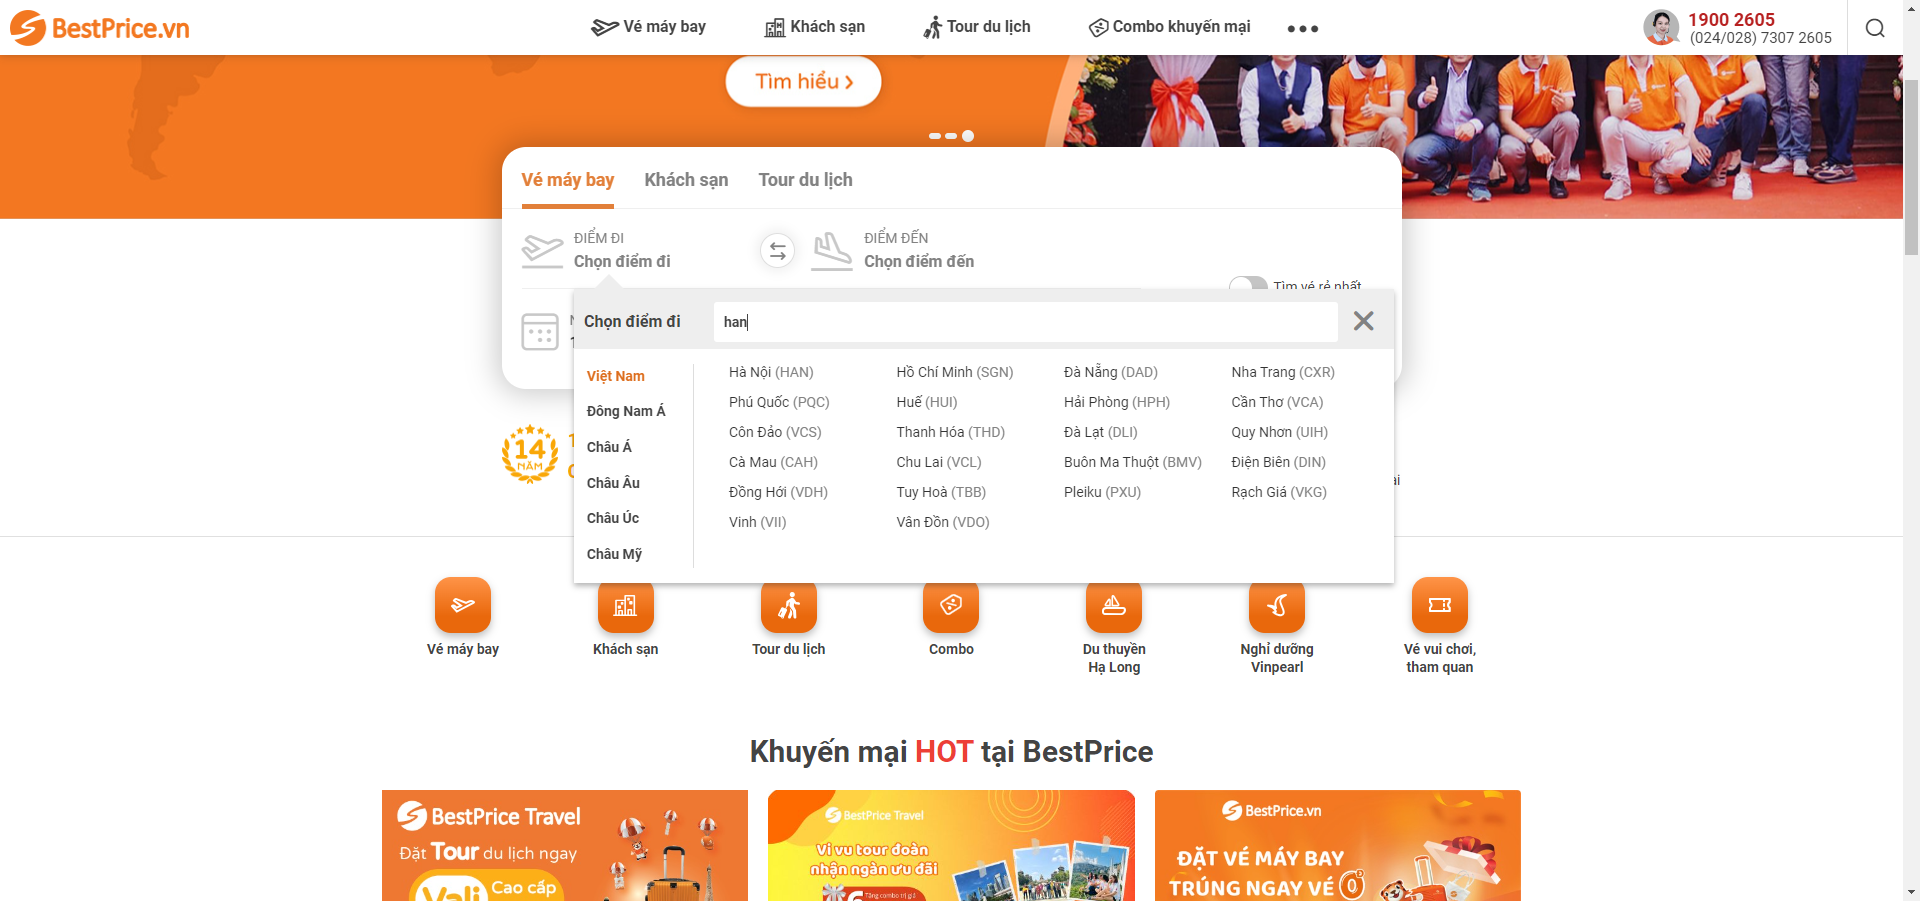 BestPrice.vn
Vé máy bay
Khách sạn
Tour du lịch
Combo khuyến mại
1900 2605
(024/028) 7307 2605
Tìm hiểu
Vé máy bay
Khách sạn
Tour du lịch
ĐIỂM ĐI
Chọn điểm đi
ĐIỂM ĐẾN
Chọn điểm đến
Tìm vé rẻ nhất
Chọn điểm đi
han
Việt Nam
Đông Nam Á
Châu Á
Châu Âu
Châu Úc
Châu Mỹ
Hà Nội (HAN)
Hồ Chí Minh (SGN)
Đà Nẵng (DAD)
Nha Trang (CXR)
Phú Quốc (PQC)
Huế (HUI)
Hải Phòng (HPH)
Cần Thơ (VCA)
Côn Đảo (VCS)
Thanh Hóa (THD)
Đà Lạt (DLI)
Quy Nhơn (UIH)
Cà Mau (CAH)
Chu Lai (VCL)
Buôn Ma Thuột (BMV)
Điện Biên (DIN)
Đồng Hới (VDH)
Tuy Hoà (TBB)
Pleiku (PXU)
Rạch Giá (VKG)
Vinh (VII)
Vân Đồn (VDO)
14
NĂM
Vé máy bay
Khách sạn
Tour du lịch
Combo
Du thuyền
Hạ Long
Nghỉ dưỡng
Vinpearl
Vé vui chơi,
tham quan
Khuyến mại HOT tại BestPrice
BestPrice Travel
Đặt Tour du lịch ngay
Vali Cao cấp
BestPrice Travel
Vi vu tour đoàn
nhận ngàn ưu đãi
Tặng combo trị giá
BestPrice.vn
ĐẶT VÉ MÁY BAY
TRÚNG NGAY VÉ 0